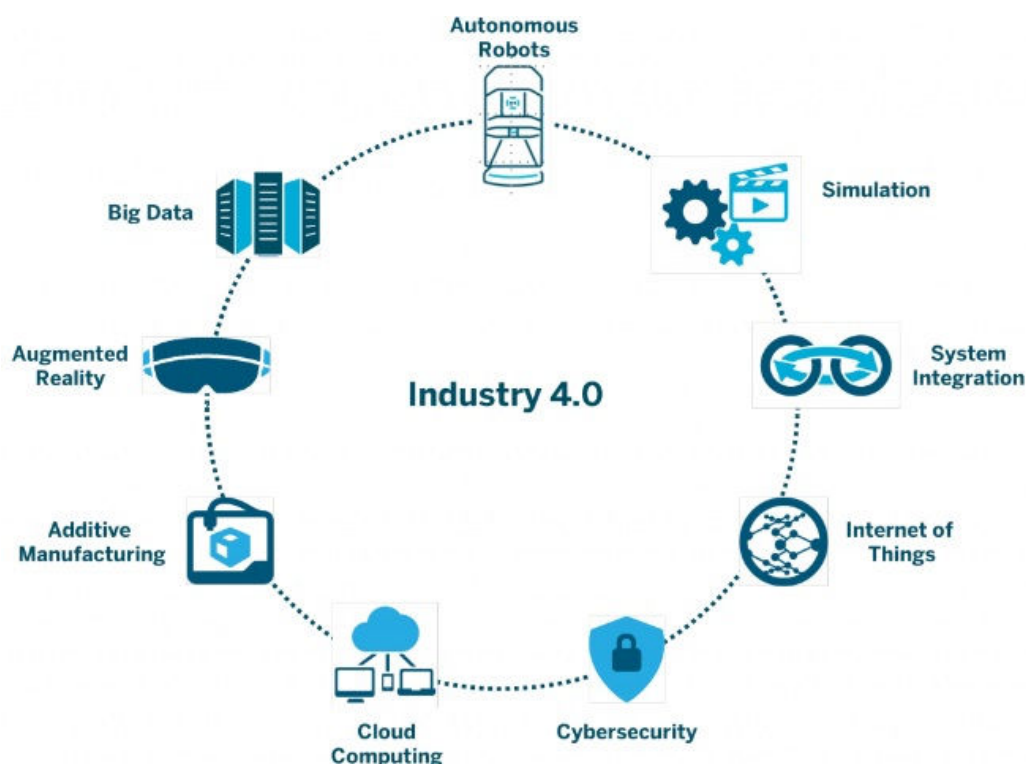 Autonomous
Robots
Simulation
Big Data
System
Integration
Augmented
Reality
Industry 4.0
Internet of
Things
Additive
Manufacturing
Cybersecurity
Cloud
Computing